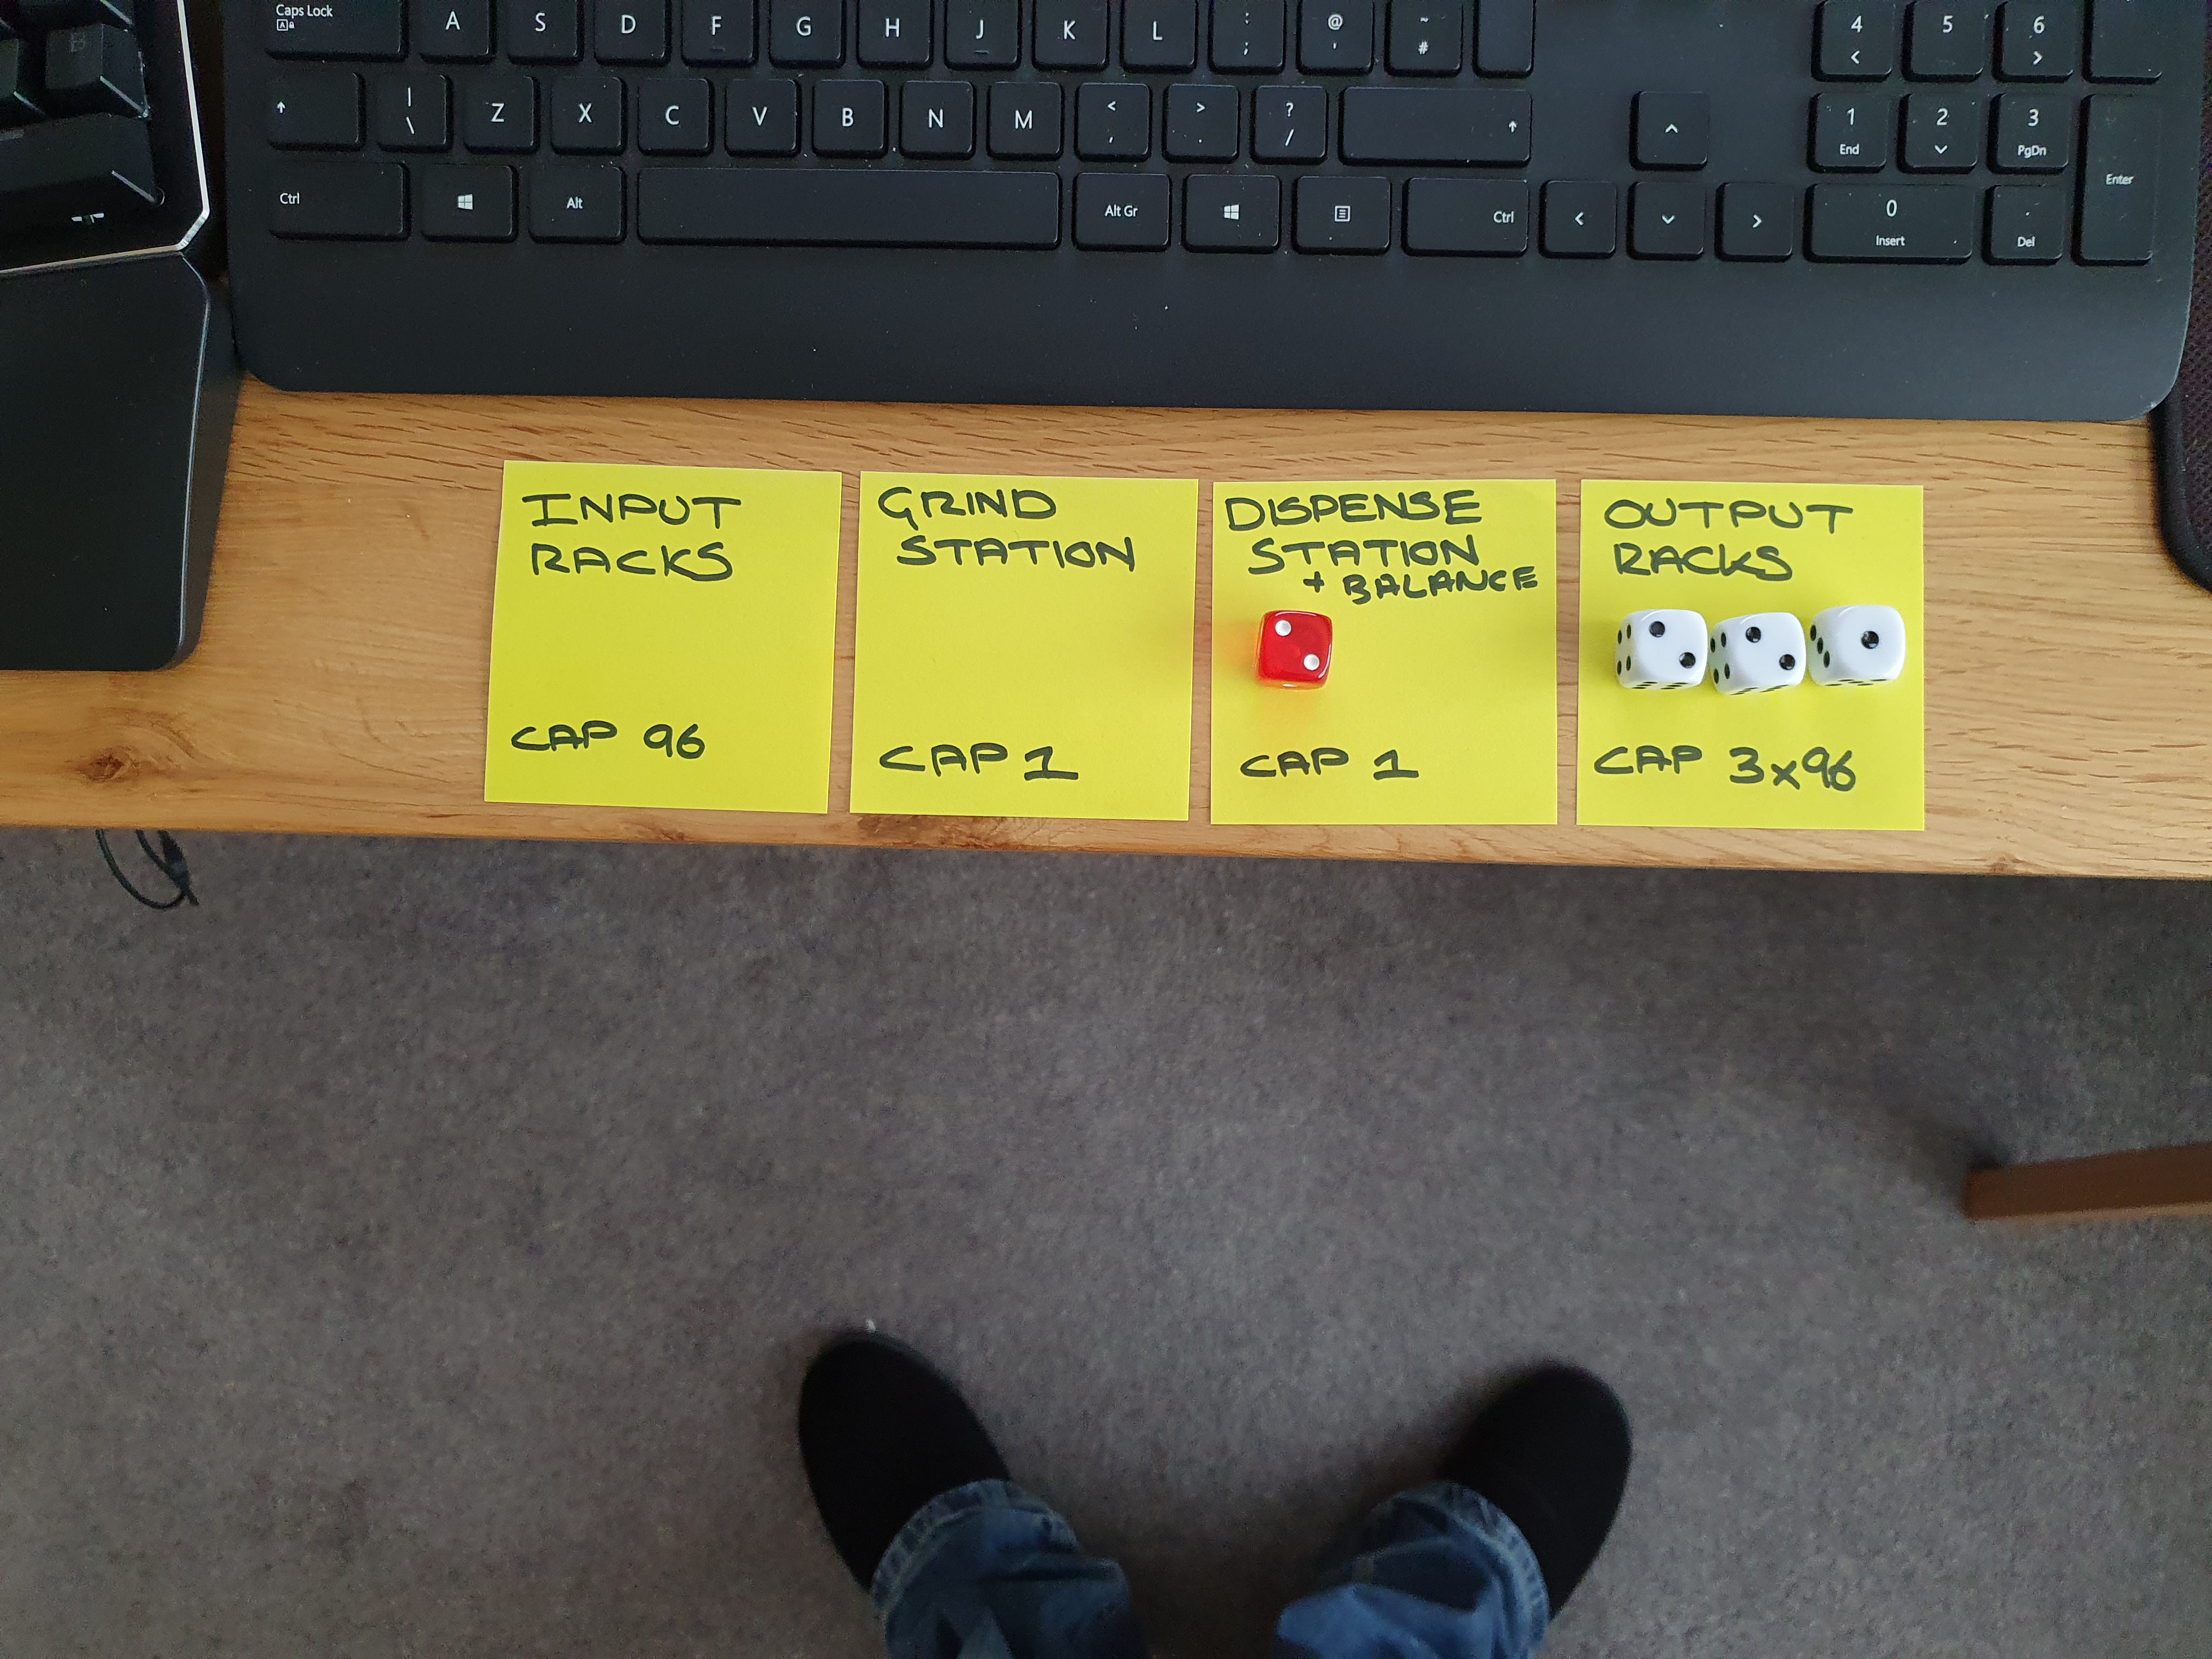 Caps Lock
A
S
D
F
G
H
J
K
L
:
;
@
'
~
#
4
<
5
6
>
|
\
Z
X
C
V
B
N
M
<
,
>
.
?
/
1
End
2
3
PgDn
Enter
Ctrl
Alt
Alt Gr
Ctrl
0
Insert
.
Del
INPUT
RACKS
CAP 96
GRIND
STATION
CAP 1
DISPENSE
STATION
+ BALANCE
CAP 1
OUTPUT
RACKS
CAP 3x96